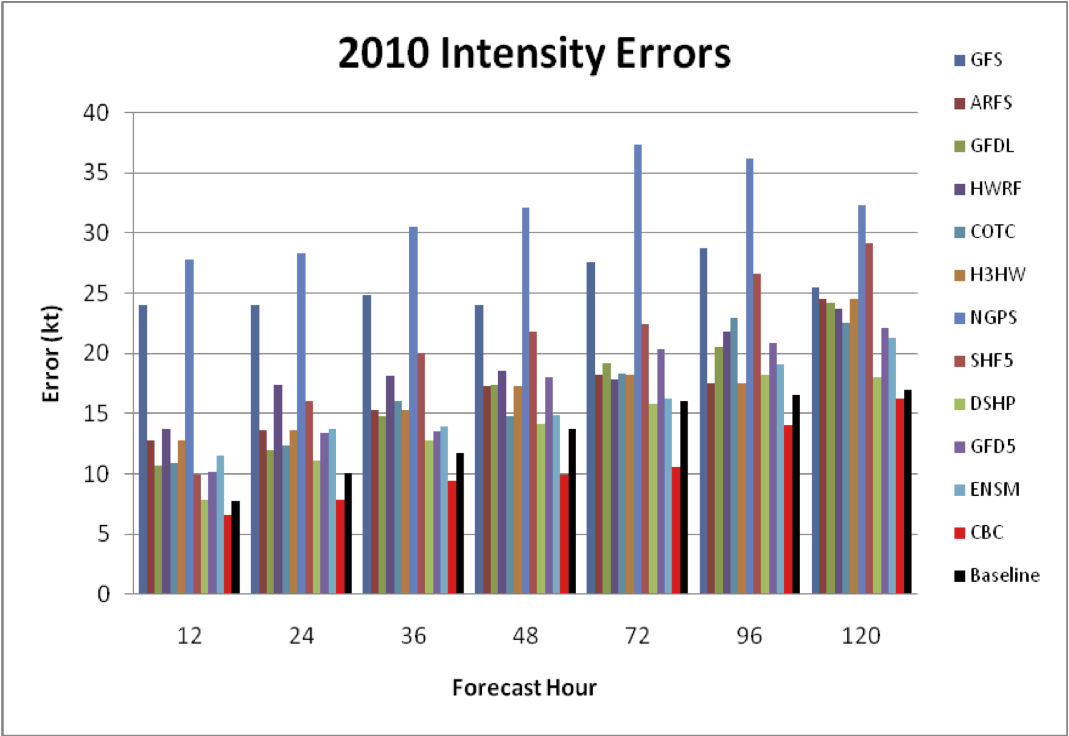 2010 Intensity Errors
40
35
30
25
20
15
10
5
0
Error (kt)
12 24 36 48 72 96 120
Forecast Hour
GFS
ARFS
GFDL
HWRF
COTC
H3HW
NGPS
SHF5
DSHP
GFD5
ENSM
CBC
Baseline